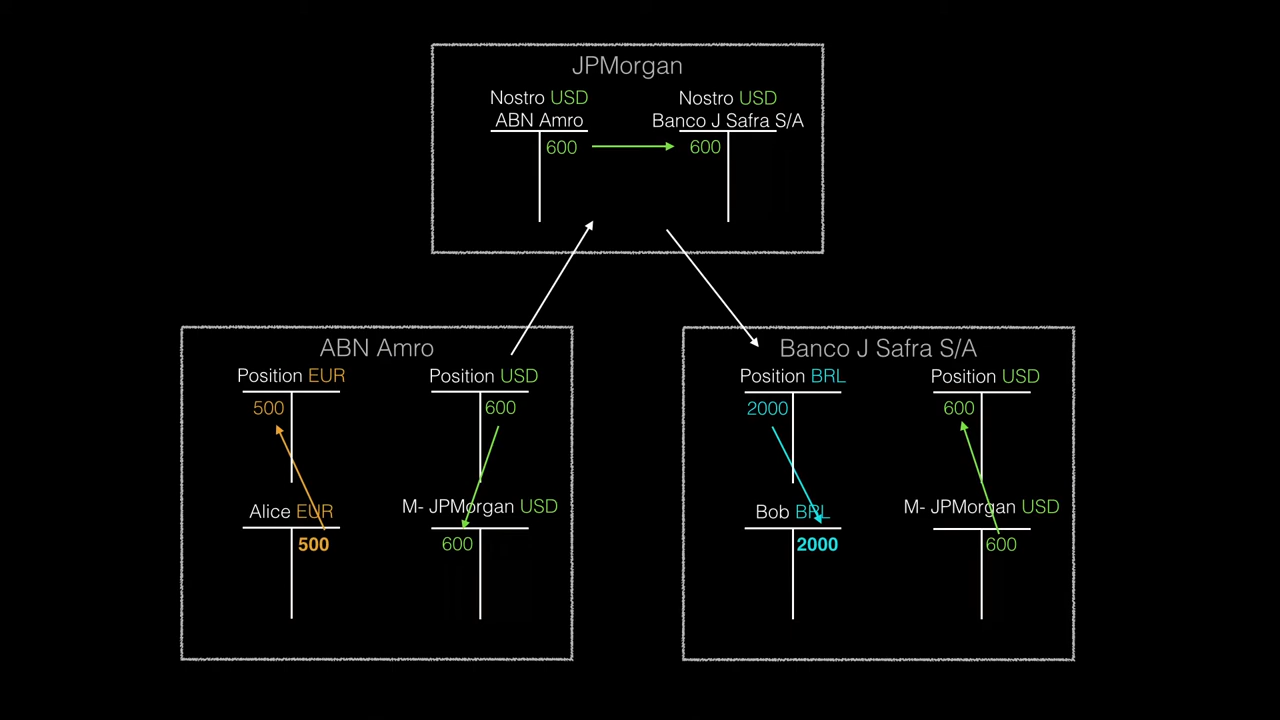 JPMorgan
Nostro USD
ABN Amro
600
Nostro USD
Banco J Safra S/A
600
ABN Amro
Position EUR
500
Position USD
600
Alice EUR
500
M- JPMorgan USD
600
Banco J Safra S/A
Position BRL
2000
Position USD
600
Bob BRL
2000
M- JPMorgan USD
600